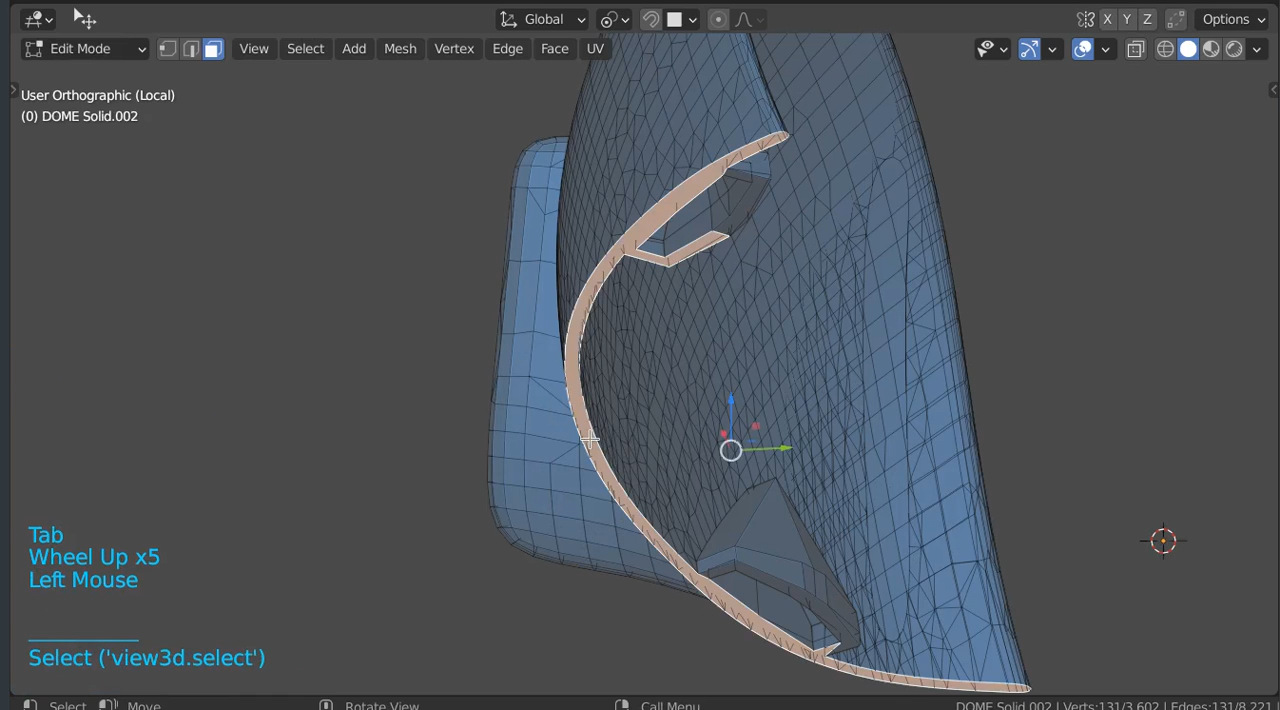 Global X Y Z Options
Edit Mode View Select Add Mesh Vertex Edge Face UV
User Orthographic (Local)
(0) DOME Solid.002
Tab
Wheel Up x5
Left Mouse
Select ('view3d.select')
Select Move Rotate View Call Menu DOME Solid.002 | Verts:131/3,602 | Edges:131/8,221